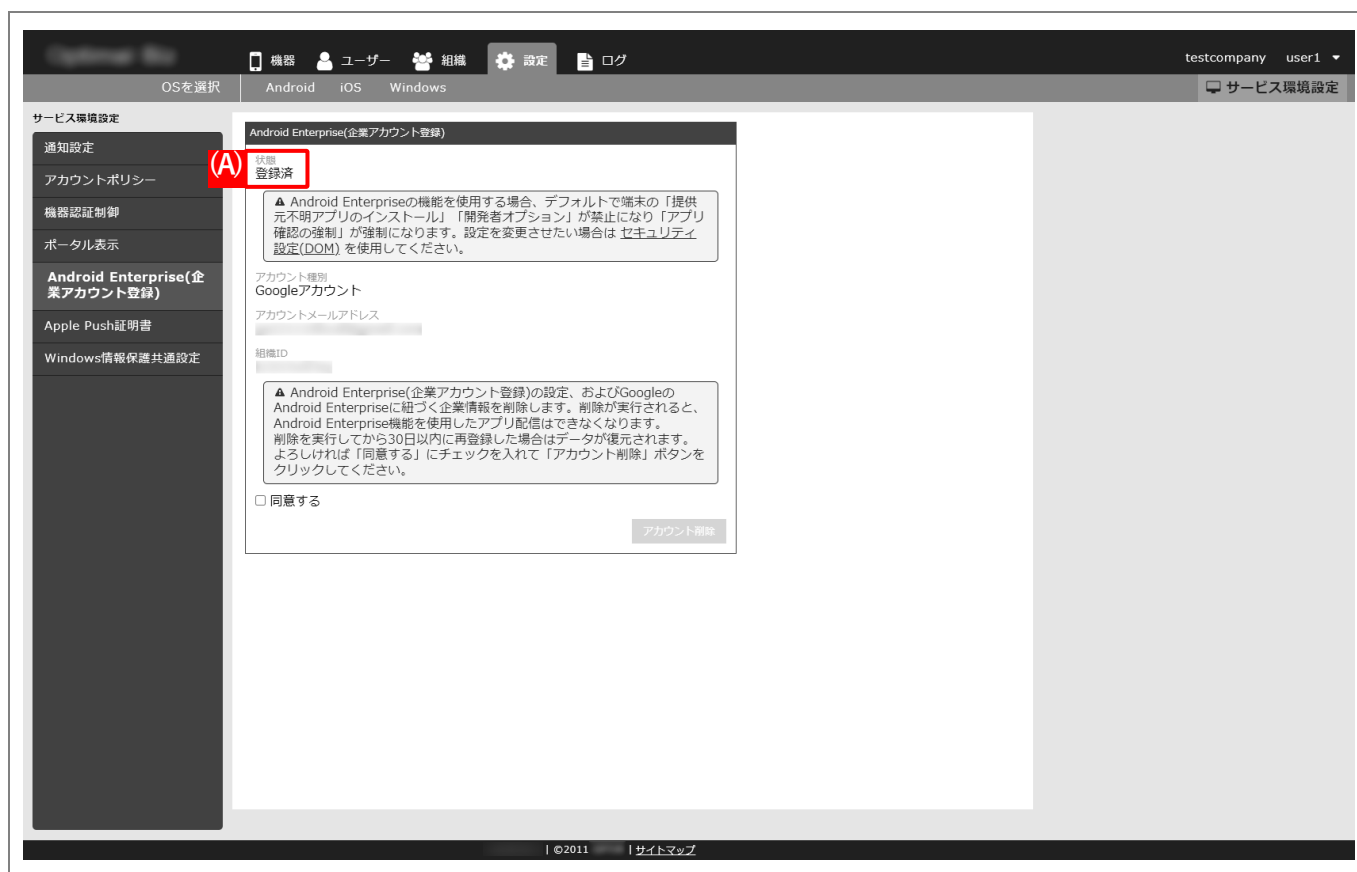 機器 ユーザー 組織 設定 ログ testcompany user1
OSを選択 Android iOS Windows サービス環境設定
サービス環境設定
通知設定
アカウントポリシー
機器認証制御
ポータル表示
Android Enterprise(企
業アカウント登録)
Apple Push証明書
Windows情報保護共通設定
Android Enterprise(企業アカウント登録)
(A)
状態
登録済
Android Enterpriseの機能を使用する場合、デフォルトで端末の「提供
元不明アプリのインストール」「開発者オプション」が禁止になり「アプリ
確認の強制」が強制になります。設定を変更させたい場合は セキュリティ
設定(DOM) を使用してください。
アカウント種別
Googleアカウント
アカウントメールアドレス
組織ID
Android Enterprise(企業アカウント登録)の設定、およびGoogleの
Android Enterpriseに紐づく企業情報を削除します。削除が実行されると、
Android Enterprise機能を使用したアプリ配信はできなくなります。
削除を実行してから30日以内に再登録した場合はデータが復元されます。
よろしければ「同意する」にチェックを入れて「アカウント削除」ボタンを
クリックしてください。
同意する
アカウント削除
| ©2011 | サイトマップ